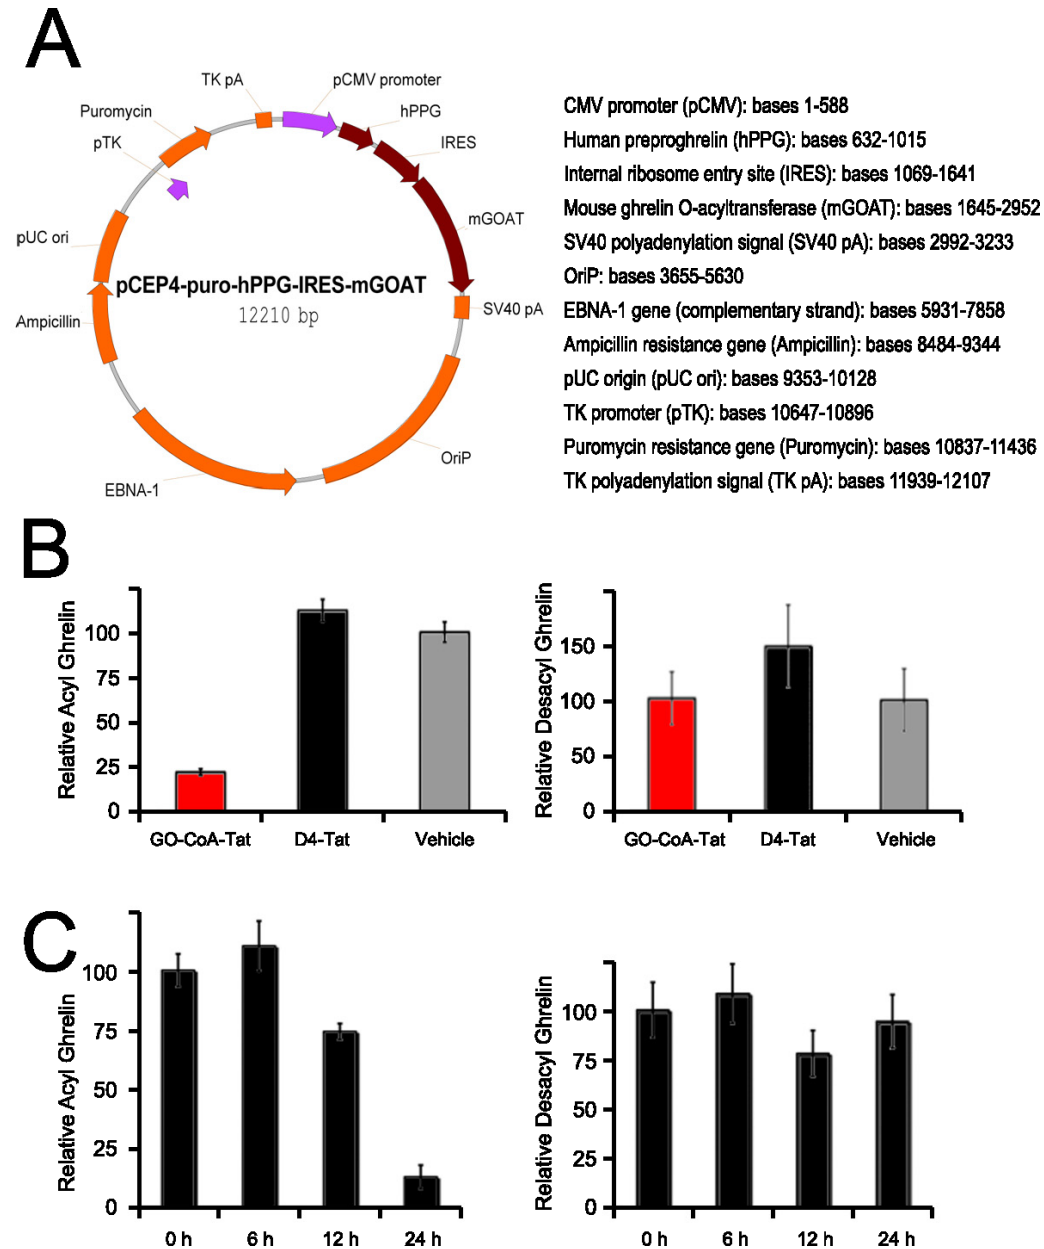 A
TK pA
pCMV promoter
Puromycin
hPPG
pTK
IRES
mGOAT
pUC ori
pCEP4-puro-hPPG-IRES-mGOAT
12210 bp
SV40 pA
Ampicillin
OriP
EBNA-1
CMV promoter (pCMV): bases 1-588
Human preproghrelin (hPPG): bases 632-1015
Internal ribosome entry site (IRES): bases 1069-1641
Mouse ghrelin O-acyltransferase (mGOAT): bases 1645-2952
SV40 polyadenylation signal (SV40 pA): bases 2992-3233
OriP: bases 3655-5630
EBNA-1 gene (complementary strand): bases 5931-7858
Ampicillin resistance gene (Ampicillin): bases 8484-9344
pUC origin (pUC ori): bases 9353-10128
TK promoter (pTK): bases 10647-10896
Puromycin resistance gene (Puromycin): bases 10837-11436
TK polyadenylation signal (TK pA): bases 11939-12107
B
Relative Acyl Ghrelin
100
75
50
25
0
GO-CoA-Tat D4-Tat Vehicle
Relative Desacyl Ghrelin
150
100
50
0
GO-CoA-Tat D4-Tat Vehicle
C
Relative Acyl Ghrelin
100
75
50
25
0
0 h 6 h 12 h 24 h
Relative Desacyl Ghrelin
100
75
50
25
0
0 h 6 h 12 h 24 h